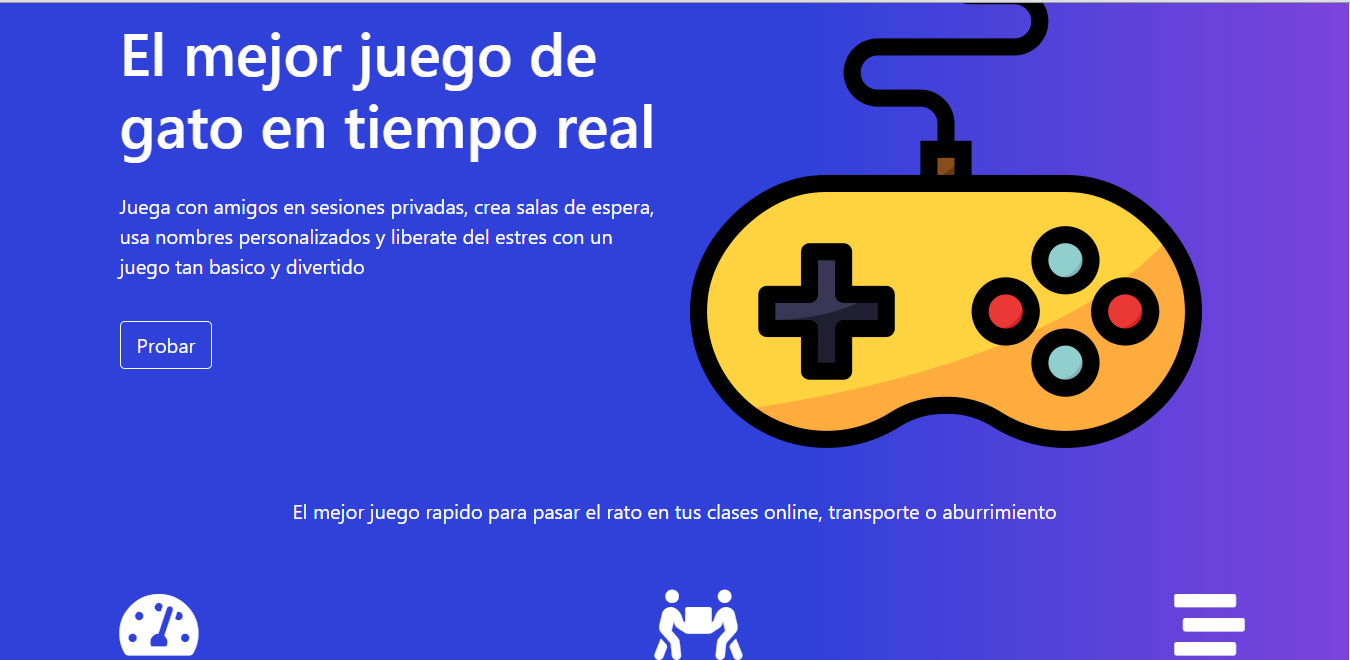 El mejor juego de
gato en tiempo real
Juega con amigos en sesiones privadas, crea salas de espera,
usa nombres personalizados y liberate del estres con un
juego tan basico y divertido
Probar
El mejor juego rapido para pasar el rato en tus clases online, transporte o aburrimiento